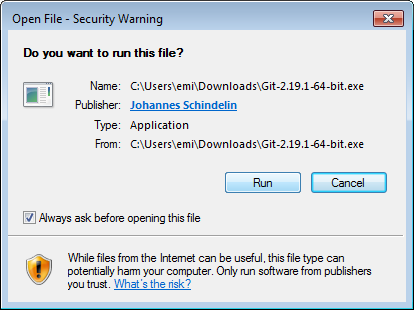 Open File - Security Warning
Do you want to run this file?
Name: C:\Users\emi\Downloads\Git-2.19.1-64-bit.exe
Publisher: Johannes Schindelin
Type: Application
From: C:\Users\emi\Downloads\Git-2.19.1-64-bit.exe
Run Cancel
Always ask before opening this file
While files from the Internet can be useful, this file type can
potentially harm your computer. Only run software from publishers
you trust. What's the risk?